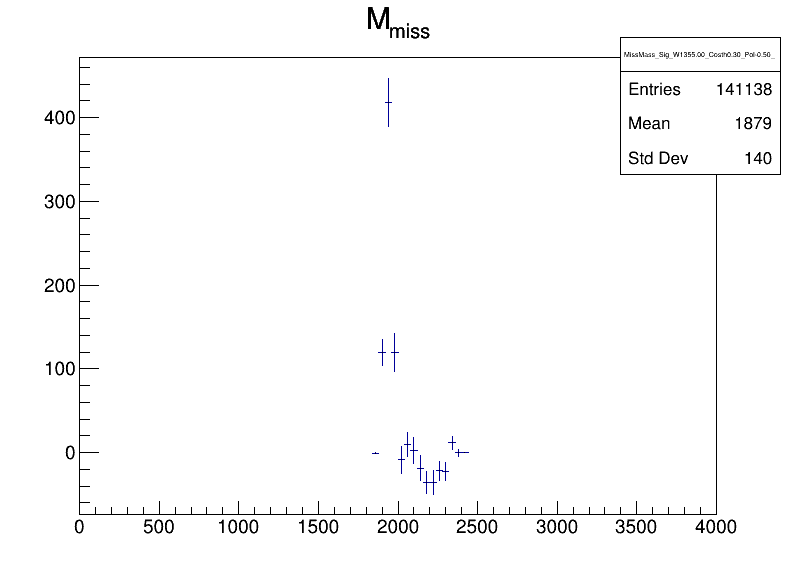 M_miss
MissMass_Sig_W1355.00_Costh0.30_Pol-0.50_
Entries 141138
Mean 1879
Std Dev 140
400
300
200
100
0
0 500 1000 1500 2000 2500 3000 3500 4000